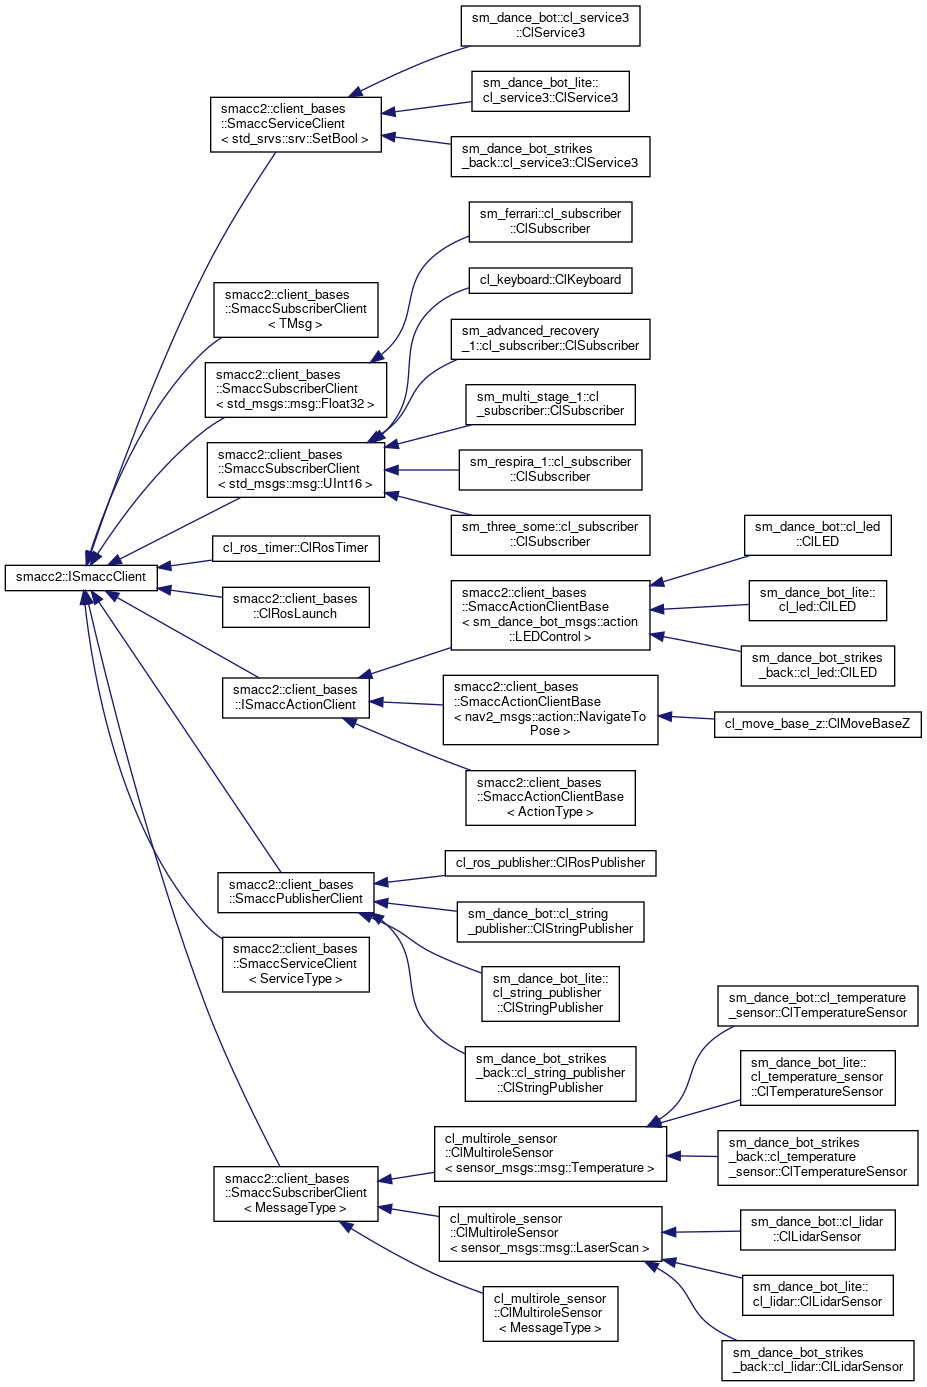 sm_dance_bot::cl_service3
::ClService3
sm_dance_bot_lite::
cl_service3::ClService3
smacc2::client_bases
::SmaccServiceClient
< std_srvs::srv::SetBool >
sm_dance_bot_strikes
_back::cl_service3::ClService3
sm_ferrari::cl_subscriber
::ClSubscriber
cl_keyboard::ClKeyboard
smacc2::client_bases
::SmaccSubscriberClient
< TMsg >
sm_advanced_recovery
_1::cl_subscriber::ClSubscriber
smacc2::client_bases
::SmaccSubscriberClient
< std_msgs::msg::Float32 >
sm_multi_stage_1::cl
_subscriber::ClSubscriber
smacc2::client_bases
::SmaccSubscriberClient
< std_msgs::msg::UInt16 >
sm_respira_1::cl_subscriber
::ClSubscriber
sm_three_some::cl_subscriber
::ClSubscriber
sm_dance_bot::cl_led
::ClLED
cl_ros_timer::ClRosTimer
smacc2::ISmaccClient
smacc2::client_bases
::ClRosLaunch
smacc2::client_bases
::SmaccActionClientBase
< sm_dance_bot_msgs::action
::LEDControl >
sm_dance_bot_lite::
cl_led::ClLED
sm_dance_bot_strikes
_back::cl_led::ClLED
smacc2::client_bases
::ISmaccActionClient
smacc2::client_bases
::SmaccActionClientBase
< nav2_msgs::action::NavigateTo
Pose >
cl_move_base_z::ClMoveBaseZ
smacc2::client_bases
::SmaccActionClientBase
< ActionType >
cl_ros_publisher::ClRosPublisher
smacc2::client_bases
::SmaccPublisherClient
sm_dance_bot::cl_string
_publisher::ClStringPublisher
smacc2::client_bases
::SmaccServiceClient
< ServiceType >
sm_dance_bot_lite::
cl_string_publisher
::ClStringPublisher
sm_dance_bot_strikes
_back::cl_string_publisher
::ClStringPublisher
sm_dance_bot::cl_temperature
_sensor::ClTemperatureSensor
sm_dance_bot_lite::
cl_temperature_sensor
::ClTemperatureSensor
cl_multirole_sensor
::ClMultiroleSensor
< sensor_msgs::msg::Temperature >
sm_dance_bot_strikes
_back::cl_temperature
_sensor::ClTemperatureSensor
smacc2::client_bases
::SmaccSubscriberClient
< MessageType >
cl_multirole_sensor
::ClMultiroleSensor
< sensor_msgs::msg::LaserScan >
sm_dance_bot::cl_lidar
::ClLidarSensor
sm_dance_bot_lite::
cl_lidar::ClLidarSensor
cl_multirole_sensor
::ClMultiroleSensor
< MessageType >
sm_dance_bot_strikes
_back::cl_lidar::ClLidarSensor